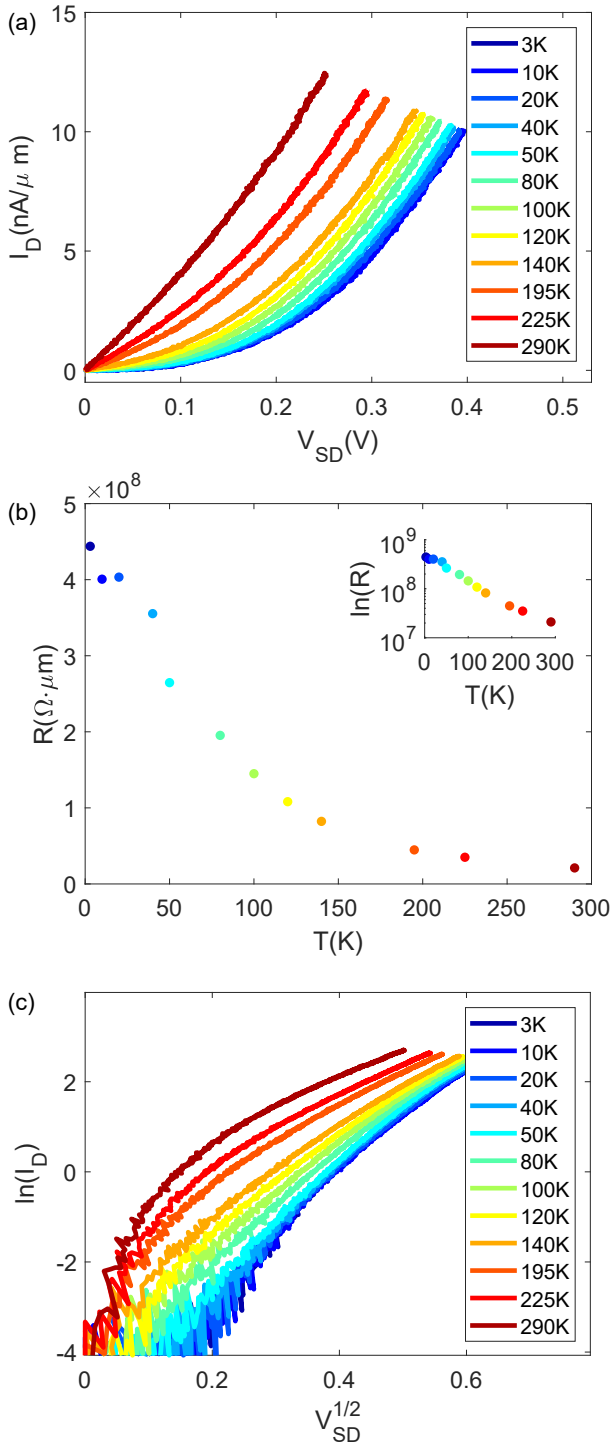 (a)
15
10
5
0
I_D(nA/μ m)
0 0.1 0.2 0.3 0.4 0.5
V_SD(V)
3K
10K
20K
40K
50K
80K
100K
120K
140K
195K
225K
290K
(b)
×10^8
5
4
3
2
1
0
R(Ω·μm)
0 50 100 150 200 250 300
T(K)
10^9
10^8
10^7
ln(R)
0 100 200 300
T(K)
(c)
2
0
-2
-4
ln(I_D)
0 0.2 0.4 0.6
V_SD^1/2
3K
10K
20K
40K
50K
80K
100K
120K
140K
195K
225K
290K